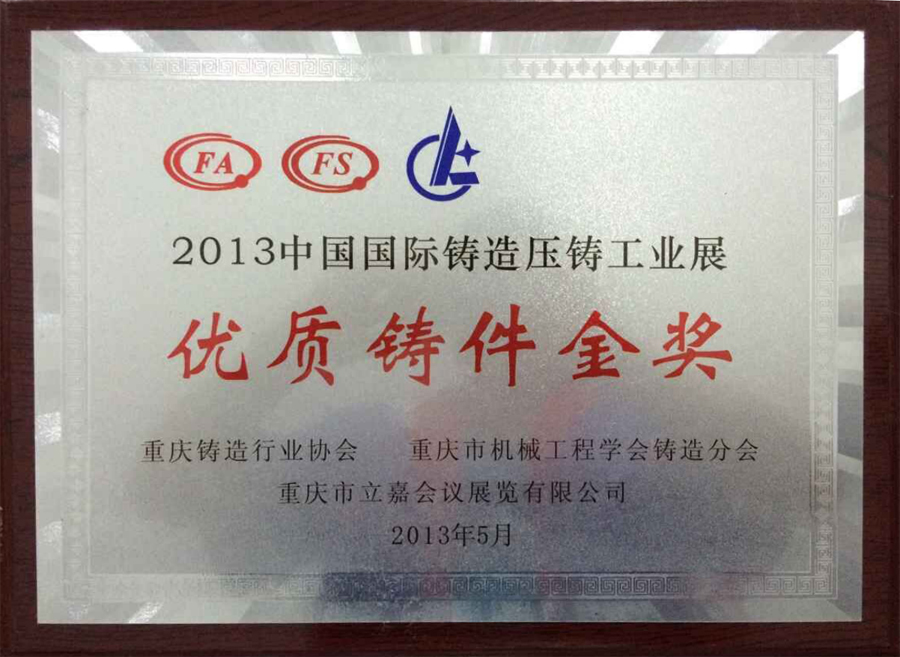 FA FS
2013中国国际铸造压铸工业展
优质铸件金奖
重庆铸造行业协会 重庆市机械工程学会铸造分会
重庆市立嘉会议展览有限公司
2013年5月